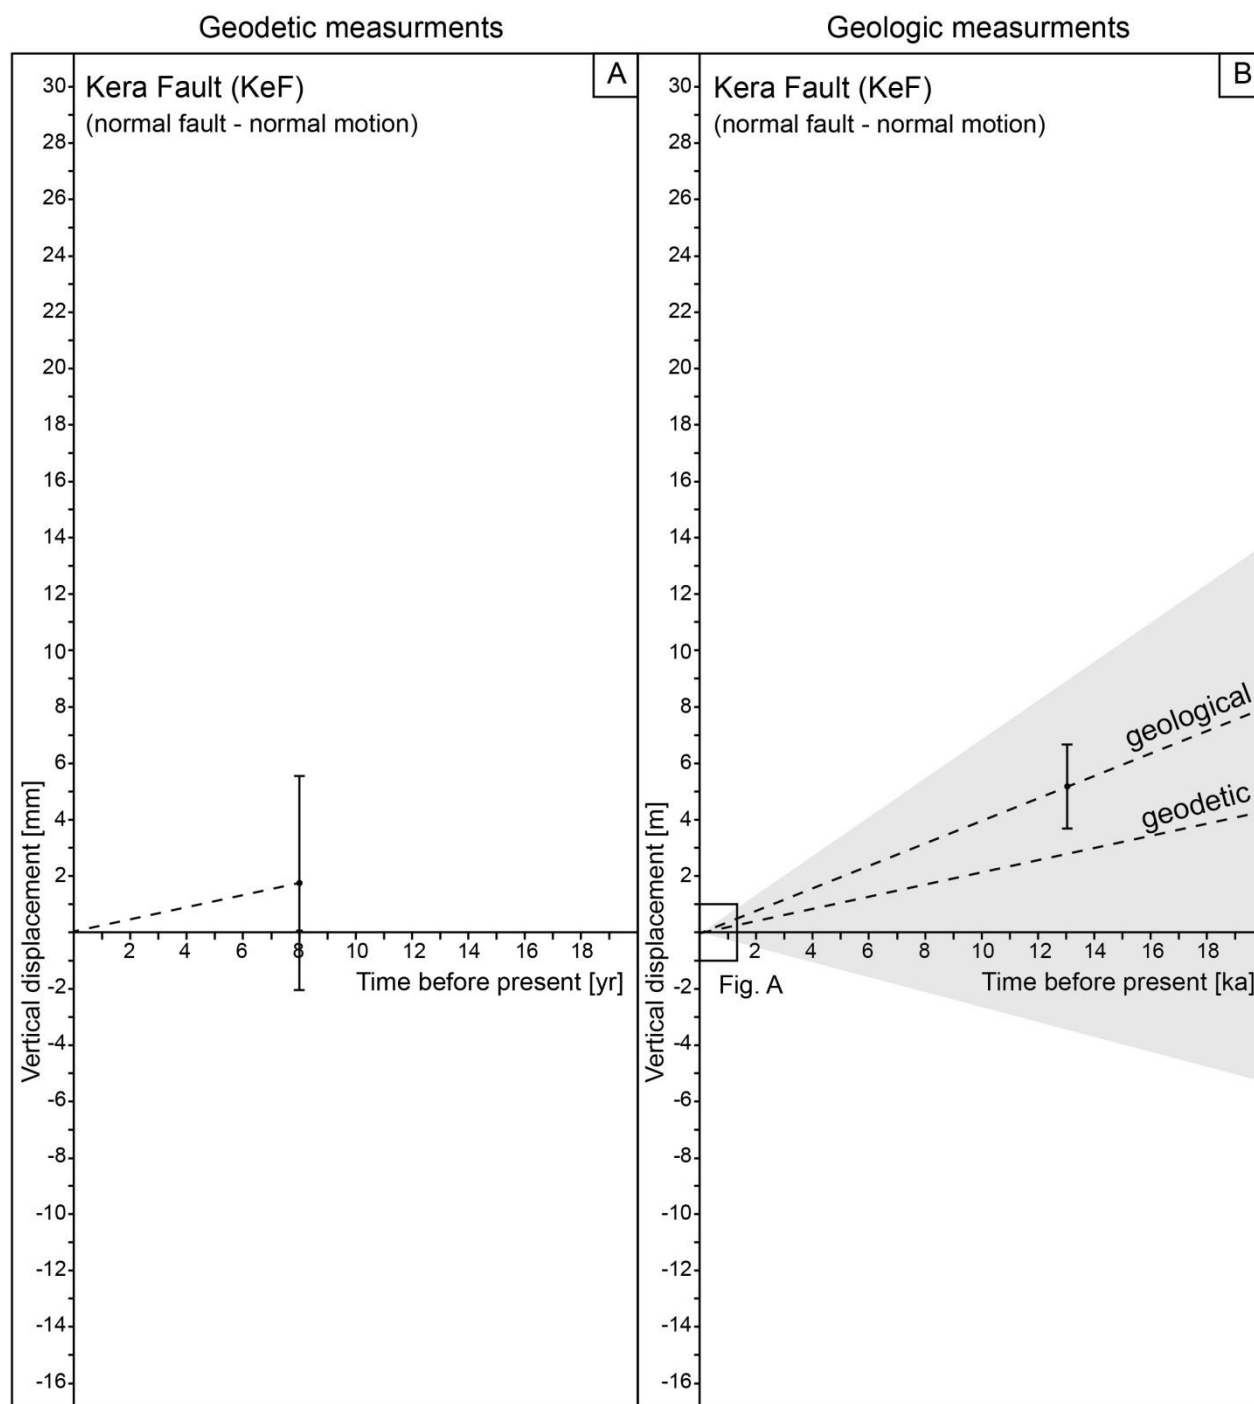 Geodetic measurments
Geologic measurments
Kera Fault (KeF)
A
(normal fault - normal motion)
30
28
26
24
22
20
18
16
14
12
10
8
6
4
2
-2
-4
-6
-8
-10
-12
-14
-16
Vertical displacement [mm]
2 4 6 8 10 12 14 16 18
Time before present [yr]
Kera Fault (KeF)
B
(normal fault - normal motion)
30
28
26
24
22
20
18
16
14
12
10
8
6
4
2
-2
-4
-6
-8
-10
-12
-14
-16
Vertical displacement [m]
geological
geodetic
2 4 6 8 10 12 14 16 18
Time before present [ka]
Fig. A